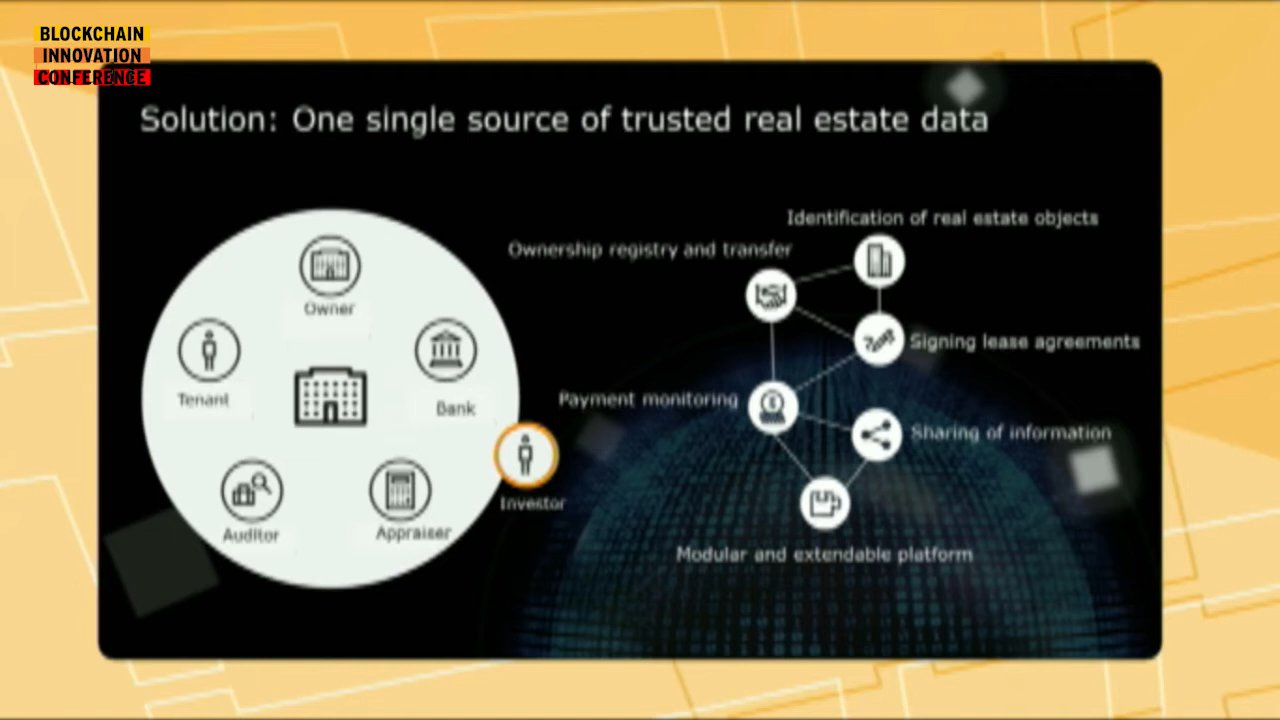 BLOCKCHAIN
INNOVATION
CONFERENCE
Solution: One single source of trusted real estate data
Owner
Tenant
Bank
Auditor
Appraiser
Investor
Identification of real estate objects
Ownership registry and transfer
Signing lease agreements
Payment monitoring
Sharing of information
Modular and extendable platform